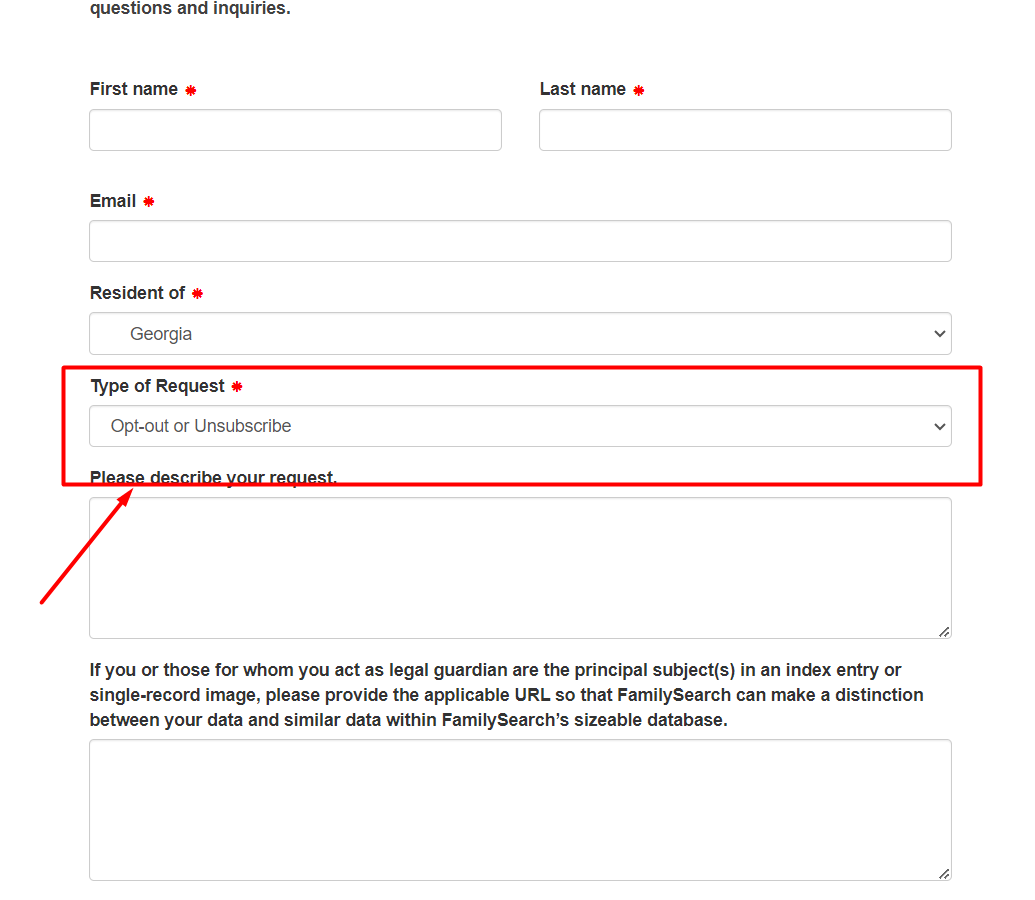 questions and inquiries.
First name *
Last name *
Email *
Resident of *
Georgia
Type of Request *
Opt-out or Unsubscribe
Please describe your request.
If you or those for whom you act as legal guardian are the principal subject(s) in an index entry or
single-record image, please provide the applicable URL so that FamilySearch can make a distinction
between your data and similar data within FamilySearch’s sizeable database.